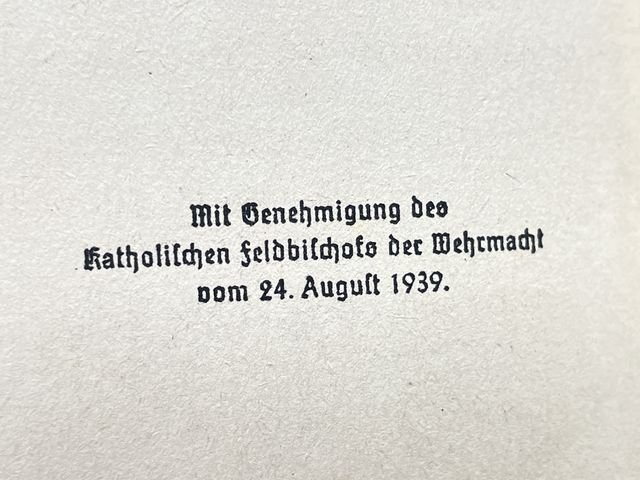 Mit Genehmigung des
Katholiſchen Feldbiſchofs der Wehrmacht
vom 24. Auguſt 1939.